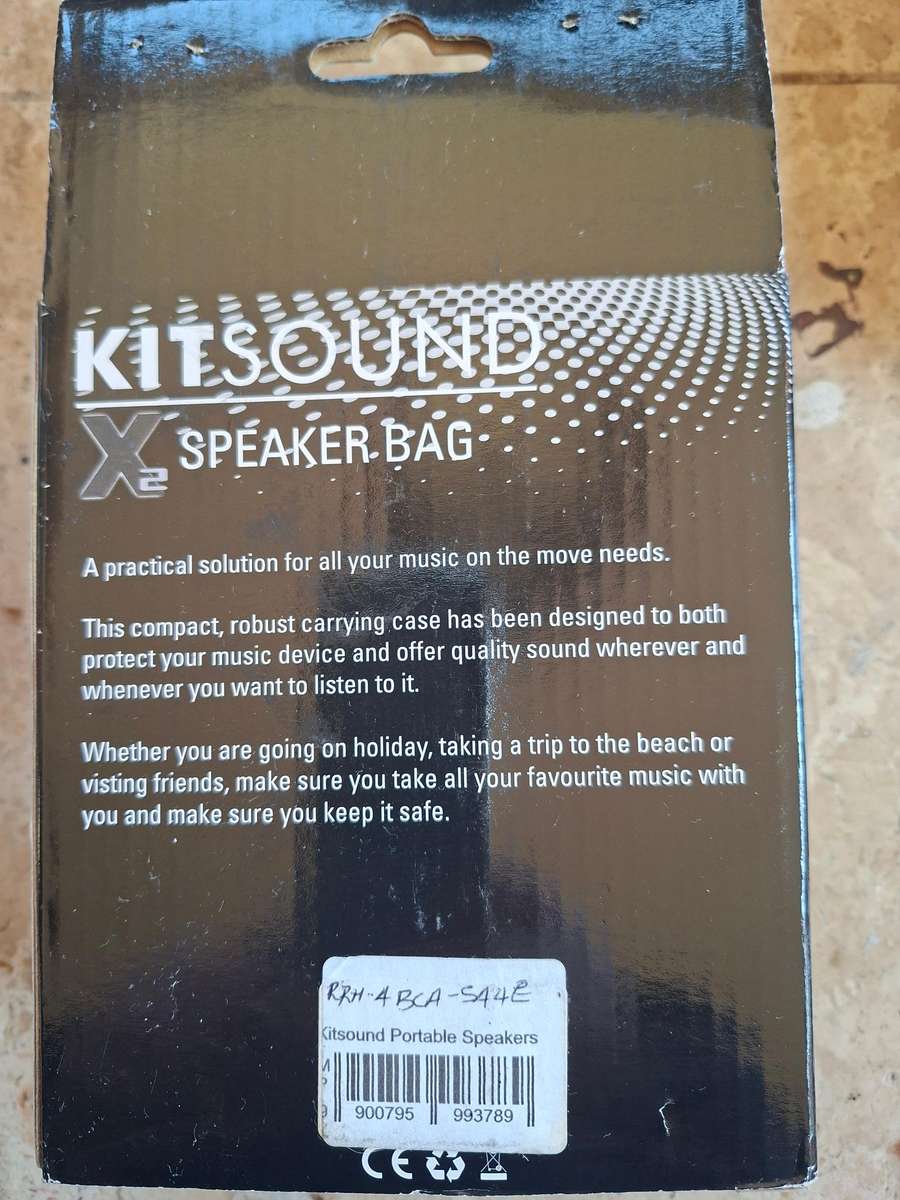 KITSOUND
X2 SPEAKER BAG
A practical solution for all your music on the move needs.
This compact, robust carrying case has been designed to both
protect your music device and offer quality sound wherever and
whenever you want to listen to it.
Whether you are going on holiday, taking a trip to the beach or
visting friends, make sure you take all your favourite music with
you and make sure you keep it safe.
RRH-ABCA-SA4E
Kitsound Portable Speakers
9 900795 993789
CE